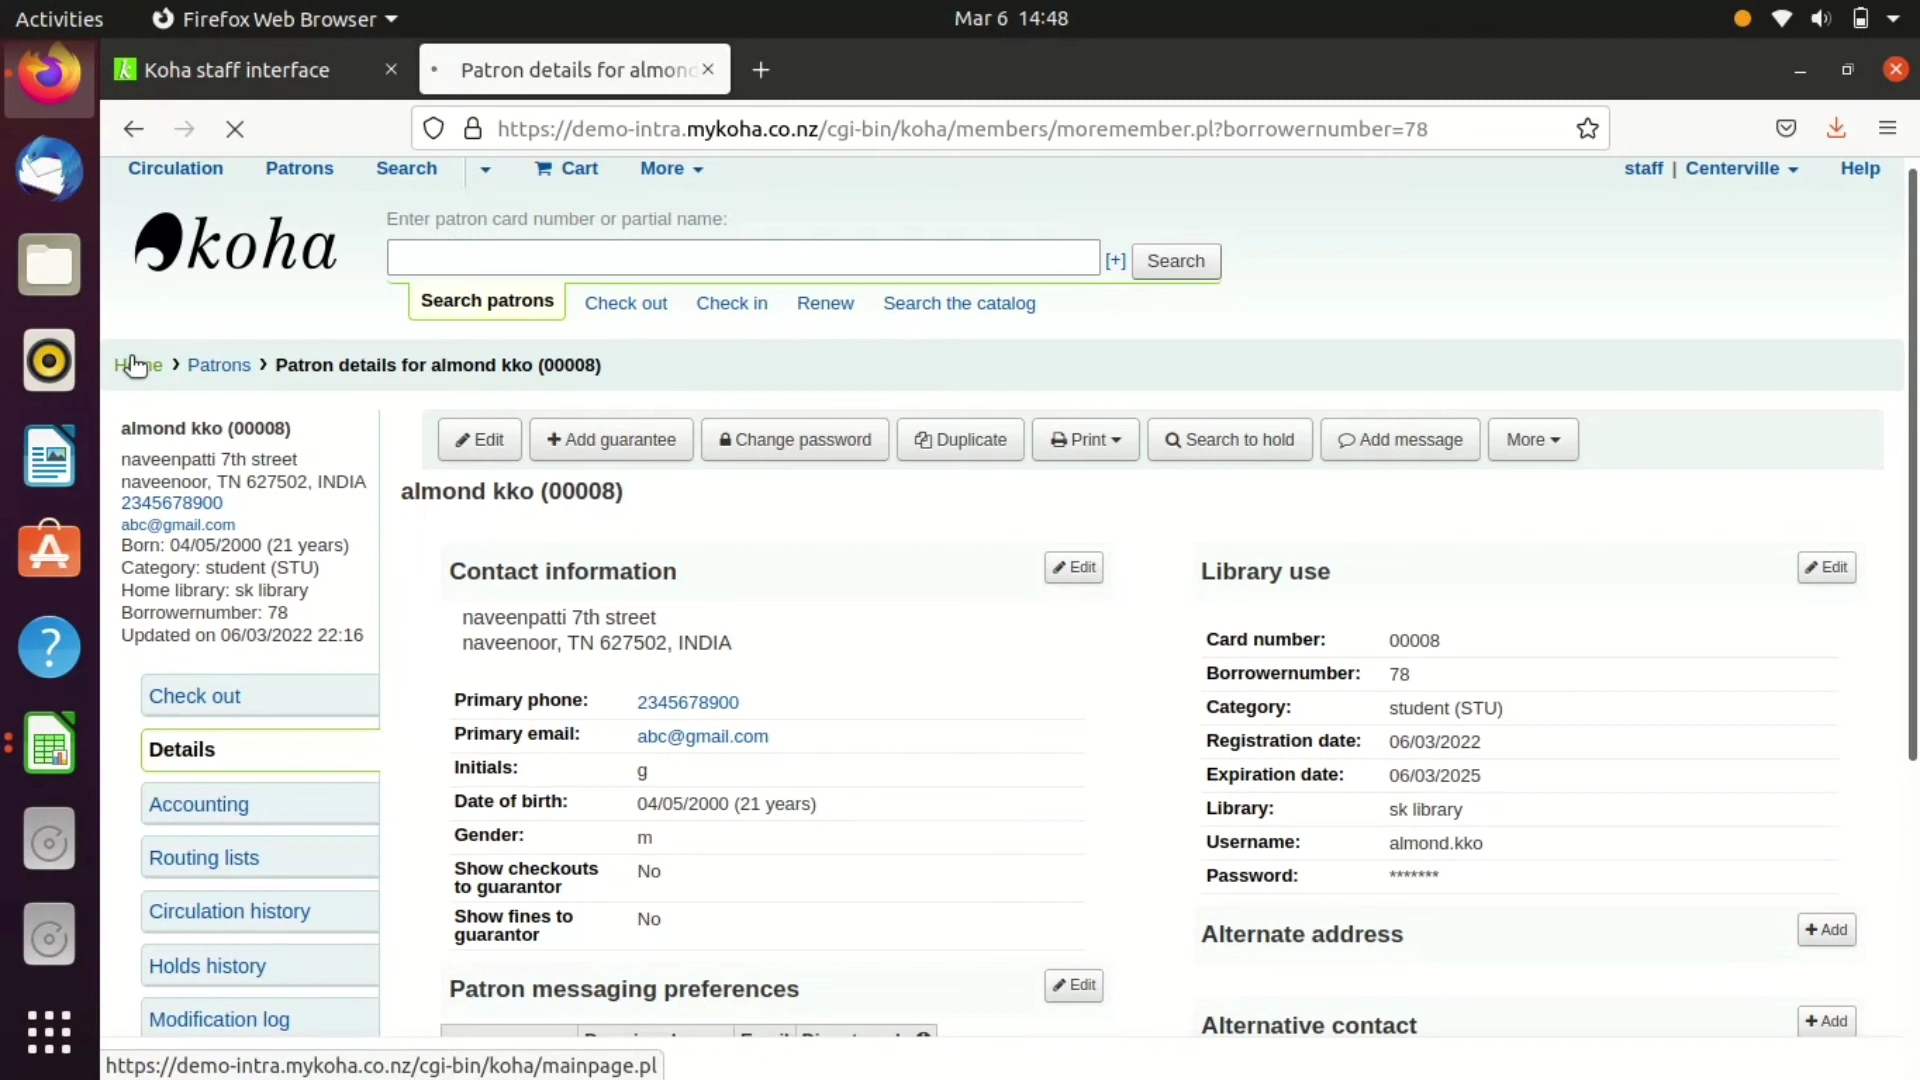 Activities
Firefox Web Browser
Mar 6 14:48
Koha staff interface
Patron details for almond
https://demo-intra.mykoha.co.nz/cgi-bin/koha/members/moremember.pl?borrowernumber=78
Circulation
Patrons
Search
Cart
More
staff | Centerville
Help
koha
Enter patron card number or partial name:
[+]
Search
Search patrons
Check out
Check in
Renew
Search the catalog
Home › Patrons › Patron details for almond kko (00008)
almond kko (00008)
naveenpatti 7th street
naveenoor, TN 627502, INDIA
2345678900
abc@gmail.com
Born: 04/05/2000 (21 years)
Category: student (STU)
Home library: sk library
Borrowernumber: 78
Updated on 06/03/2022 22:16
Check out
Details
Accounting
Routing lists
Circulation history
Holds history
Modification log
Edit
+ Add guarantee
Change password
Duplicate
Print
Search to hold
Add message
More
almond kko (00008)
Contact information
Edit
naveenpatti 7th street
naveenoor, TN 627502, INDIA
Primary phone: 2345678900
Primary email: abc@gmail.com
Initials: g
Date of birth: 04/05/2000 (21 years)
Gender: m
Show checkouts No
to guarantor
Show fines to No
guarantor
Patron messaging preferences
Edit
Library use
Edit
Card number: 00008
Borrowernumber: 78
Category: student (STU)
Registration date: 06/03/2022
Expiration date: 06/03/2025
Library: sk library
Username: almond.kko
Password: *******
Alternate address
+ Add
Alternative contact
+ Add
https://demo-intra.mykoha.co.nz/cgi-bin/koha/mainpage.pl